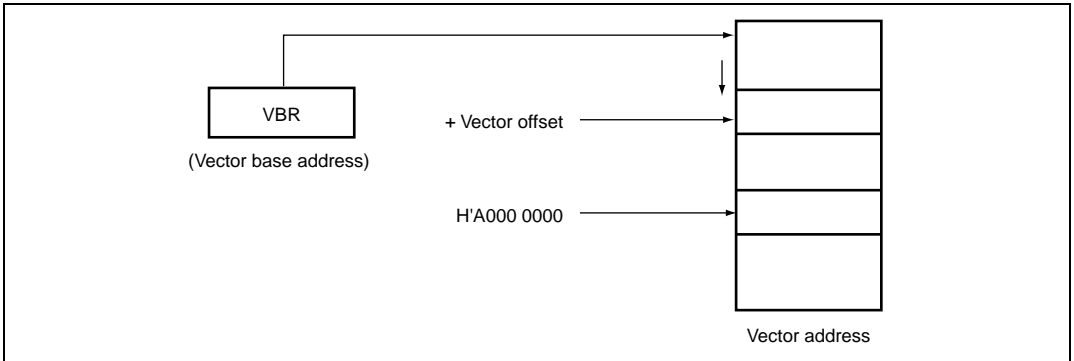 VBR
(Vector base address)
+ Vector offset
H'A000 0000
Vector address